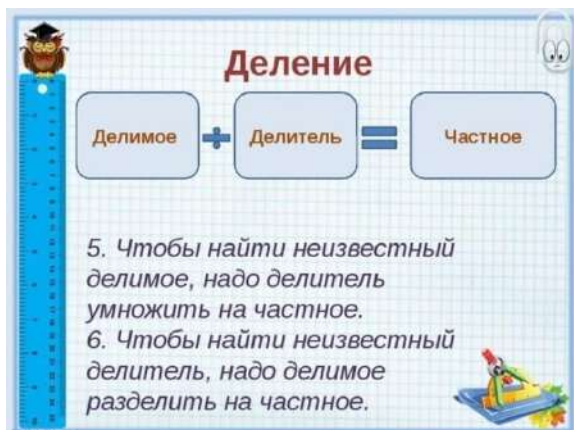 Деление
Делимое ÷ Делитель = Частное
5. Чтобы найти неизвестный
делимое, надо делитель
умножить на частное.
6. Чтобы найти неизвестный
делитель, надо делимое
разделить на частное.